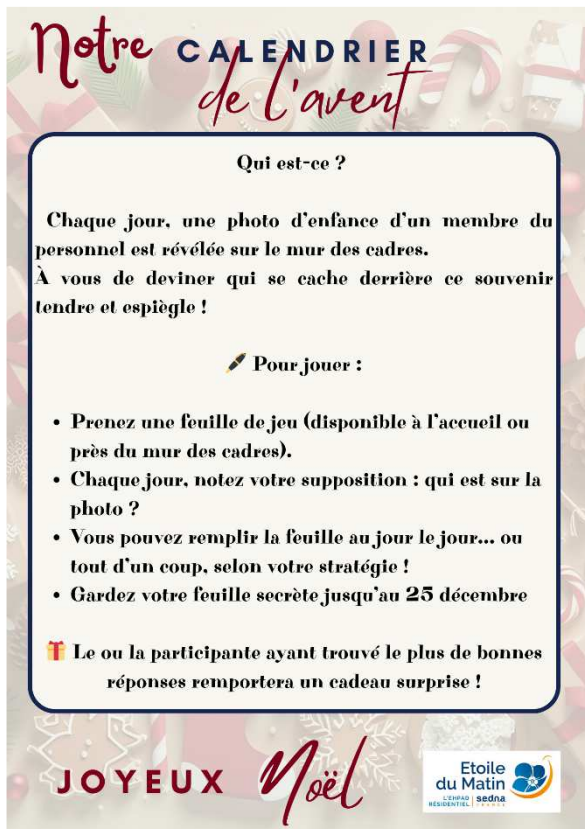 Notre CALENDRIER
de l'avent
Qui est-ce ?
Chaque jour, une photo d'enfance d'un membre du
personnel est révélée sur le mur des cadres.
À vous de deviner qui se cache derrière ce souvenir
tendre et espiègle !
Pour jouer :
• Prenez une feuille de jeu (disponible à l'accueil ou
près du mur des cadres).
• Chaque jour, notez votre supposition : qui est sur la
photo ?
• Vous pouvez remplir la feuille au jour le jour... ou
tout d'un coup, selon votre stratégie !
• Gardez votre feuille secrète jusqu'au 25 décembre
Le ou la participante ayant trouvé le plus de bonnes
réponses remportera un cadeau surprise !
JOYEUX Noël
Etoile
du Matin
L'EHPAD
RÉSIDENTIEL
sedna
FRANCE